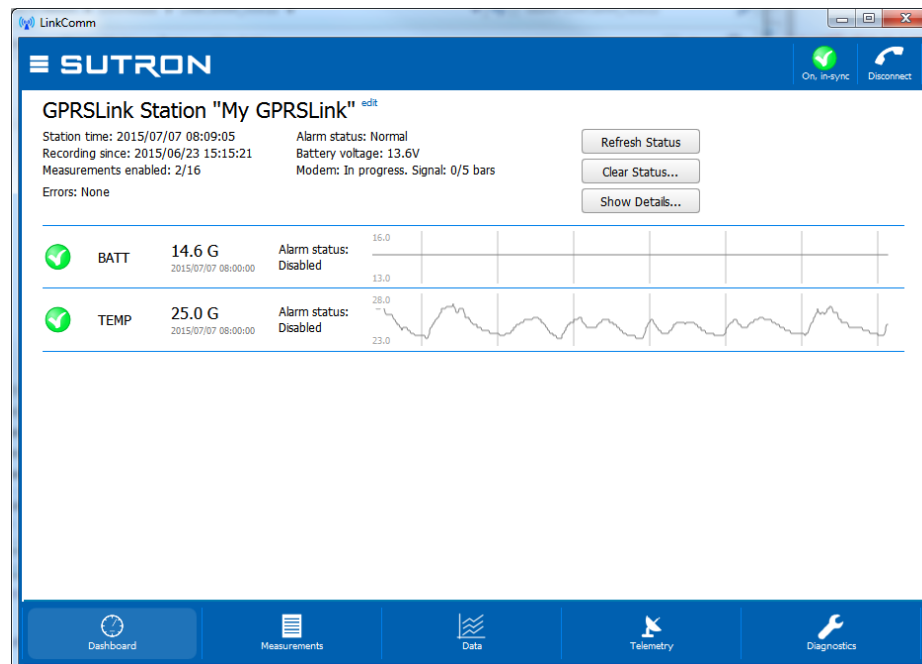 LinkComm
SUTRON
On, in-sync
Disconnect
GPRSLink Station "My GPRSLink" edit
Station time: 2015/07/07 08:09:05
Recording since: 2015/06/23 15:15:21
Measurements enabled: 2/16
Errors: None
Alarm status: Normal
Battery voltage: 13.6V
Modem: In progress. Signal: 0/5 bars
Refresh Status
Clear Status...
Show Details...
BATT
14.6 G
2015/07/07 08:00:00
Alarm status:
Disabled
16.0
13.0
TEMP
25.0 G
2015/07/07 08:00:00
Alarm status:
Disabled
28.0
23.0
Dashboard
Measurements
Data
Telemetry
Diagnostics